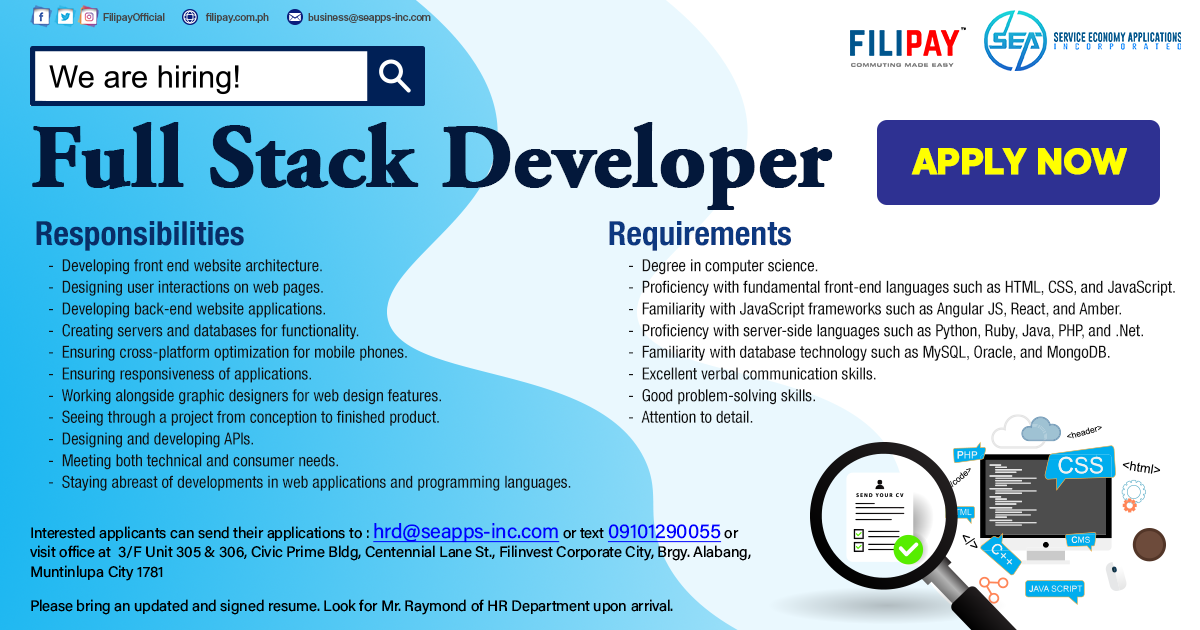 FilipayOfficial filipay.com.ph business@seapps-inc.com
FILIPAY™
COMMUTING MADE EASY
SEA
SERVICE ECONOMY APPLICATIONS
INCORPORATED
We are hiring!
Full Stack Developer
APPLY NOW
Responsibilities
- Developing front end website architecture.
- Designing user interactions on web pages.
- Developing back-end website applications.
- Creating servers and databases for functionality.
- Ensuring cross-platform optimization for mobile phones.
- Ensuring responsiveness of applications.
- Working alongside graphic designers for web design features.
- Seeing through a project from conception to finished product.
- Designing and developing APIs.
- Meeting both technical and consumer needs.
- Staying abreast of developments in web applications and programming languages.
Requirements
- Degree in computer science.
- Proficiency with fundamental front-end languages such as HTML, CSS, and JavaScript.
- Familiarity with JavaScript frameworks such as Angular JS, React, and Amber.
- Proficiency with server-side languages such as Python, Ruby, Java, PHP, and .Net.
- Familiarity with database technology such as MySQL, Oracle, and MongoDB.
- Excellent verbal communication skills.
- Good problem-solving skills.
- Attention to detail.
Interested applicants can send their applications to : hrd@seapps-inc.com or text 09101290055 or
visit office at 3/F Unit 305 & 306, Civic Prime Bldg, Centennial Lane St., Filinvest Corporate City, Brgy. Alabang,
Muntinlupa City 1781
Please bring an updated and signed resume. Look for Mr. Raymond of HR Department upon arrival.
SEND YOUR CV
<header>
PHP
CSS
<html>
code>
TML
</>
C++
CMS
JAVA SCRIPT